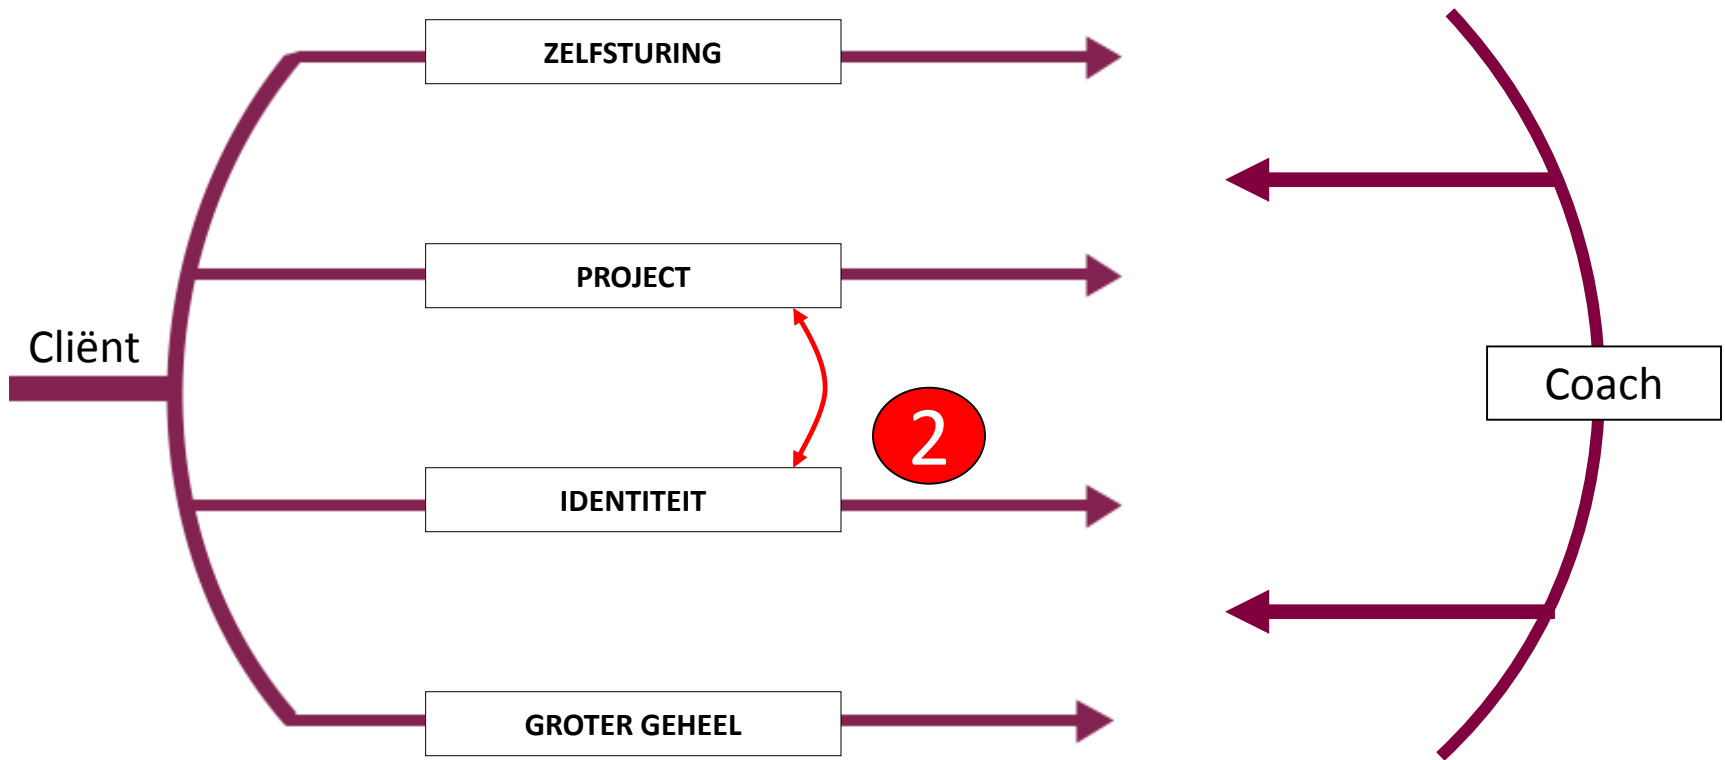 ZELFSTURING
PROJECT
Cliënt
Coach
2
IDENTITEIT
GROTER GEHEEL